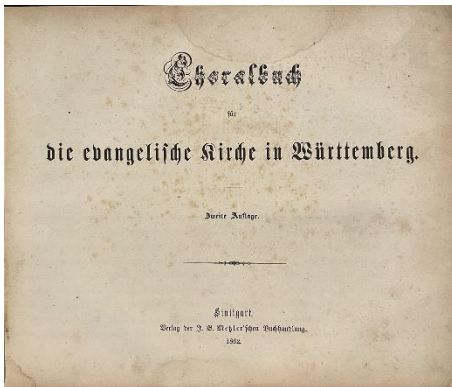 Choralbuch
für
die evangelische Kirche in Württemberg.
Zweite Auflage.
Stuttgart.
Verlag der J. B. Metzler'schen Buchhandlung.
1862.